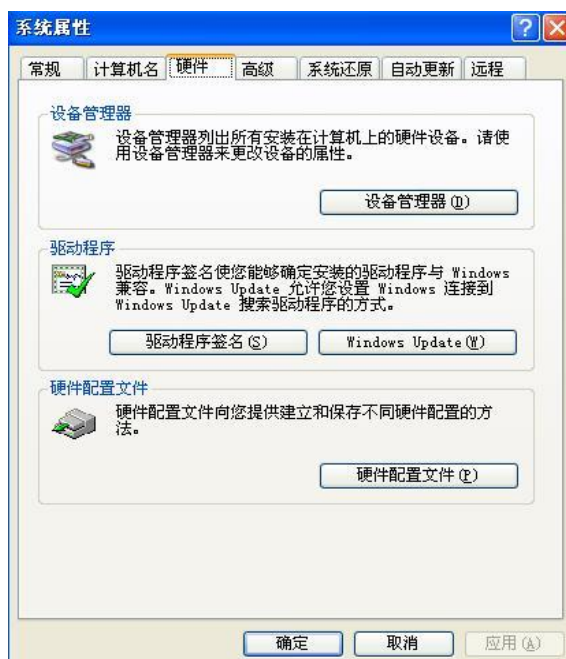 系统属性
常规 计算机名 硬件 高级 系统还原 自动更新 远程
设备管理器
设备管理器列出所有安装在计算机上的硬件设备。请使
用设备管理器来更改设备的属性。
设备管理器(D)
驱动程序
驱动程序签名使您能够确定安装的驱动程序与 Windows
兼容。Windows Update 允许您设置 Windows 连接到
Windows Update 搜索驱动程序的方式。
驱动程序签名(S) Windows Update(W)
硬件配置文件
硬件配置文件向您提供建立和保存不同硬件配置的方
法。
硬件配置文件(P)
确定 取消 应用(A)